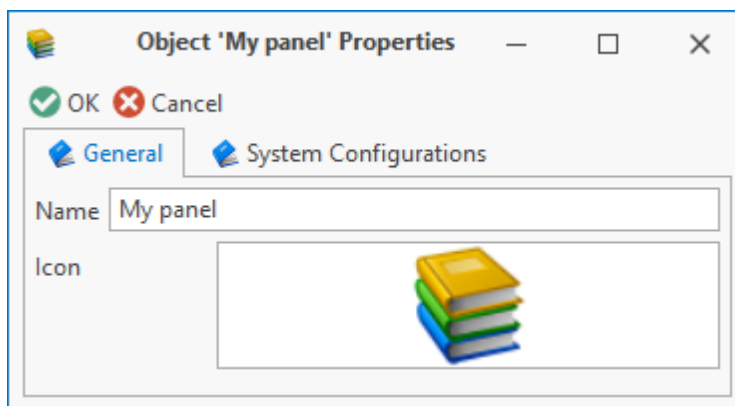 Object 'My panel' Properties
OK Cancel
General System Configurations
Name My panel
Icon